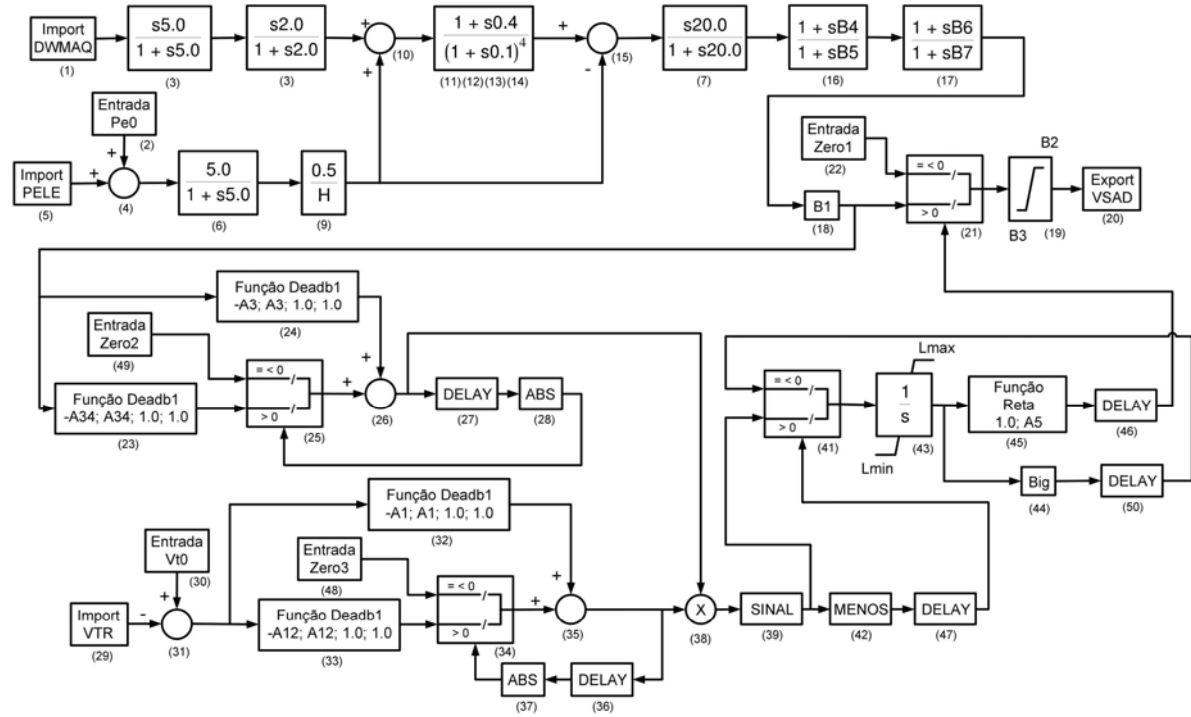 Import
DWMAQ
(1)
s5.0
1 + s5.0
(3)
s2.0
1 + s2.0
(3)
+
+
(10)
1 + s0.4
(1 + s0.1)^4
(11)(12)(13)(14)
+
-
(15)
s20.0
1 + s20.0
(7)
1 + sB4
1 + sB5
(16)
1 + sB6
1 + sB7
(17)
Entrada
Pe0
(2)
Import
PELE
(5)
+
+
(4)
5.0
1 + s5.0
(6)
0.5
H
(9)
Entrada
Zero1
(22)
B1
(18)
= < 0
> 0
(21)
B2
B3
(19)
Export
VSAD
(20)
Função Deadb1
-A3; A3; 1.0; 1.0
(24)
Entrada
Zero2
(49)
Função Deadb1
-A34; A34; 1.0; 1.0
(23)
= < 0
> 0
(25)
+
+
(26)
DELAY
(27)
ABS
(28)
= < 0
> 0
(41)
Lmax
1
s
Lmin
(43)
Função
Reta
1.0; A5
(45)
DELAY
(46)
Big
(44)
DELAY
(50)
Função Deadb1
-A1; A1; 1.0; 1.0
(32)
Entrada
Vt0
(30)
Import
VTR
(29)
-
+
(31)
Entrada
Zero3
(48)
Função Deadb1
-A12; A12; 1.0; 1.0
(33)
= < 0
> 0
(34)
+
+
(35)
ABS
(37)
DELAY
(36)
X
(38)
SINAL
(39)
MENOS
(42)
DELAY
(47)